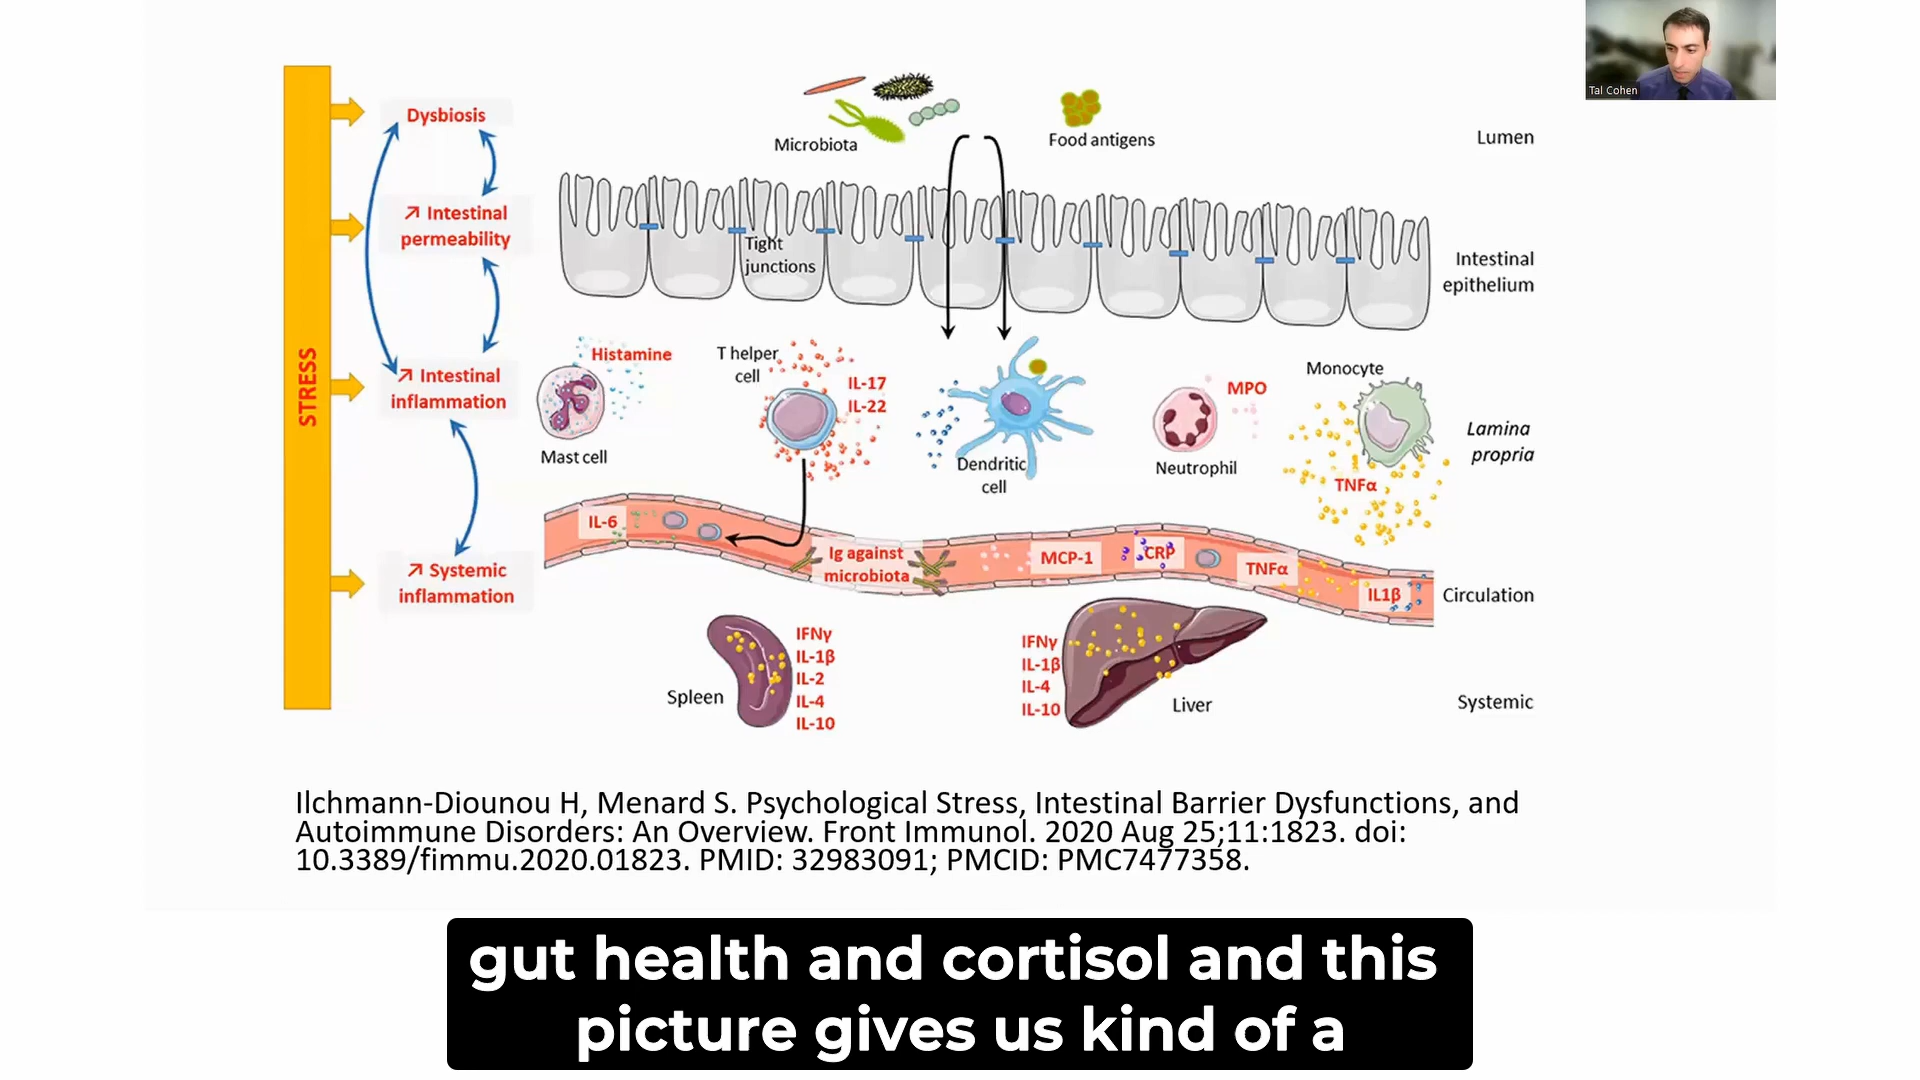 Tal Cohen
STRESS
Dysbiosis
↗ Intestinal
permeability
↗ Intestinal
inflammation
↗ Systemic
inflammation
Microbiota
Food antigens
Lumen
Tight
junctions
Intestinal
epithelium
Histamine
Mast cell
T helper
cell
IL-17
IL-22
Dendritic
cell
MPO
Neutrophil
Monocyte
TNFα
Lamina
propria
IL-6
Ig against
microbiota
MCP-1
CRP
TNFα
IL1β
Circulation
Spleen
IFNγ
IL-1β
IL-2
IL-4
IL-10
IFNγ
IL-1β
IL-4
IL-10
Liver
Systemic
Ilchmann-Diounou H, Menard S. Psychological Stress, Intestinal Barrier Dysfunctions, and
Autoimmune Disorders: An Overview. Front Immunol. 2020 Aug 25;11:1823. doi:
10.3389/fimmu.2020.01823. PMID: 32983091; PMCID: PMC7477358.
gut health and cortisol and this
picture gives us kind of a